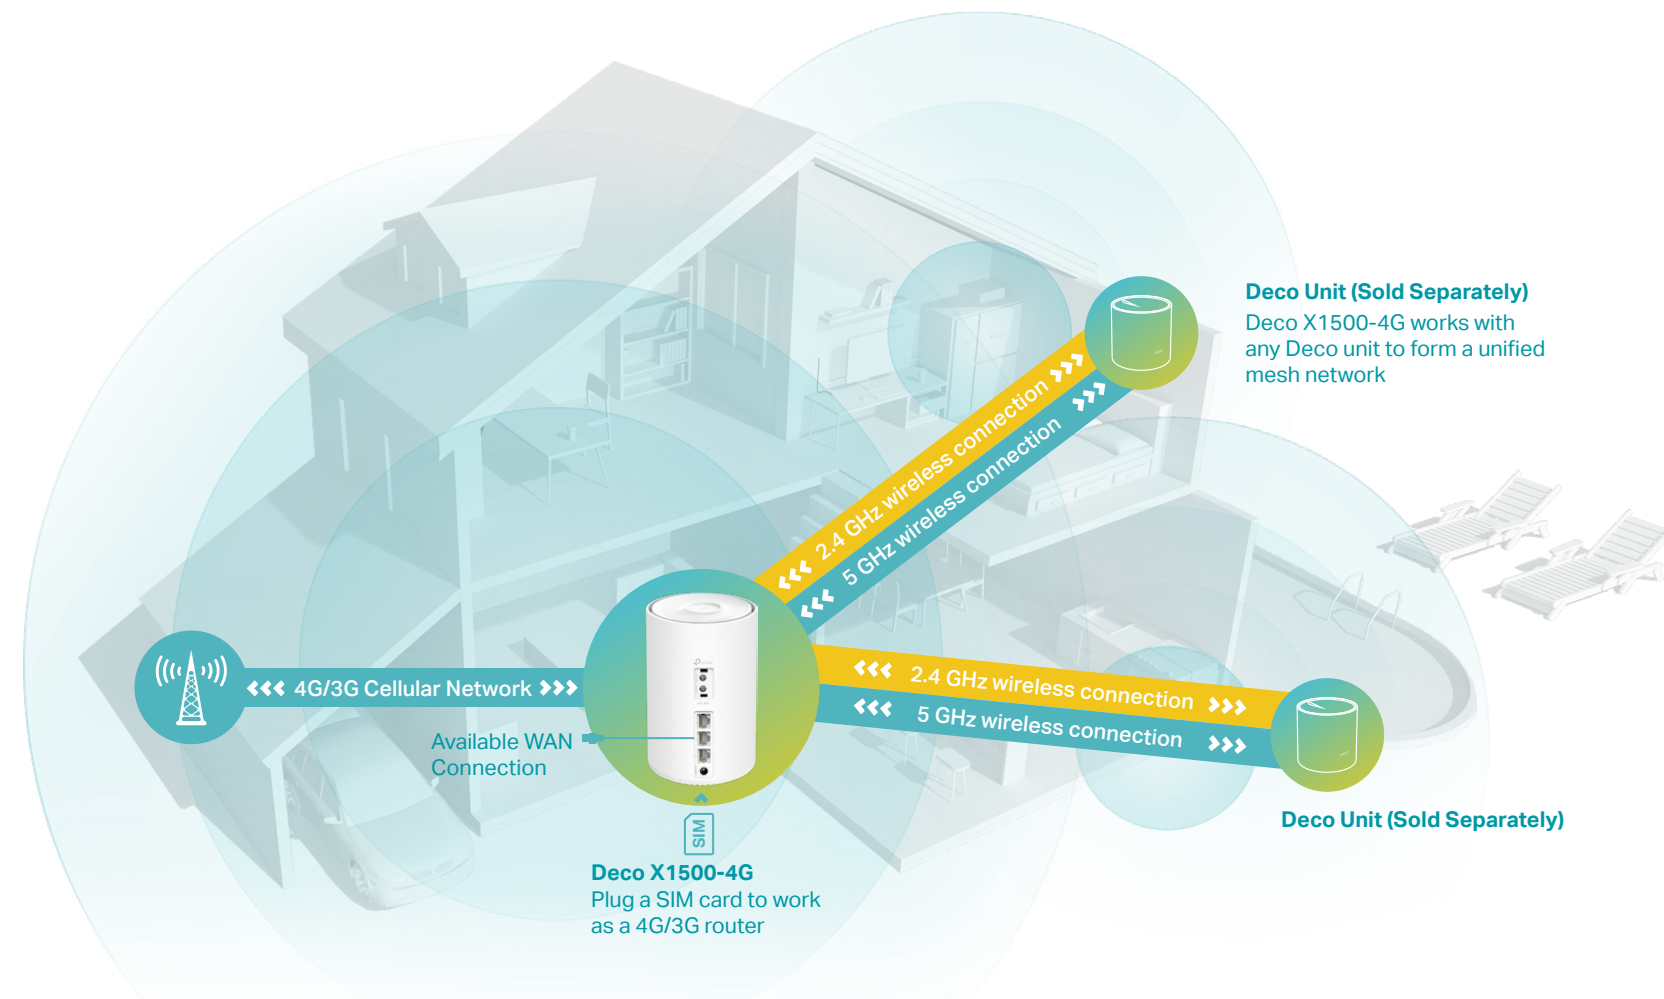 Deco Unit (Sold Separately)
Deco X1500-4G works with
any Deco unit to form a unified
mesh network
2.4 GHz wireless connection
5 GHz wireless connection
4G/3G Cellular Network
2.4 GHz wireless connection
5 GHz wireless connection
Available WAN
Connection
Deco Unit (Sold Separately)
SIM
Deco X1500-4G
Plug a SIM card to work
as a 4G/3G router